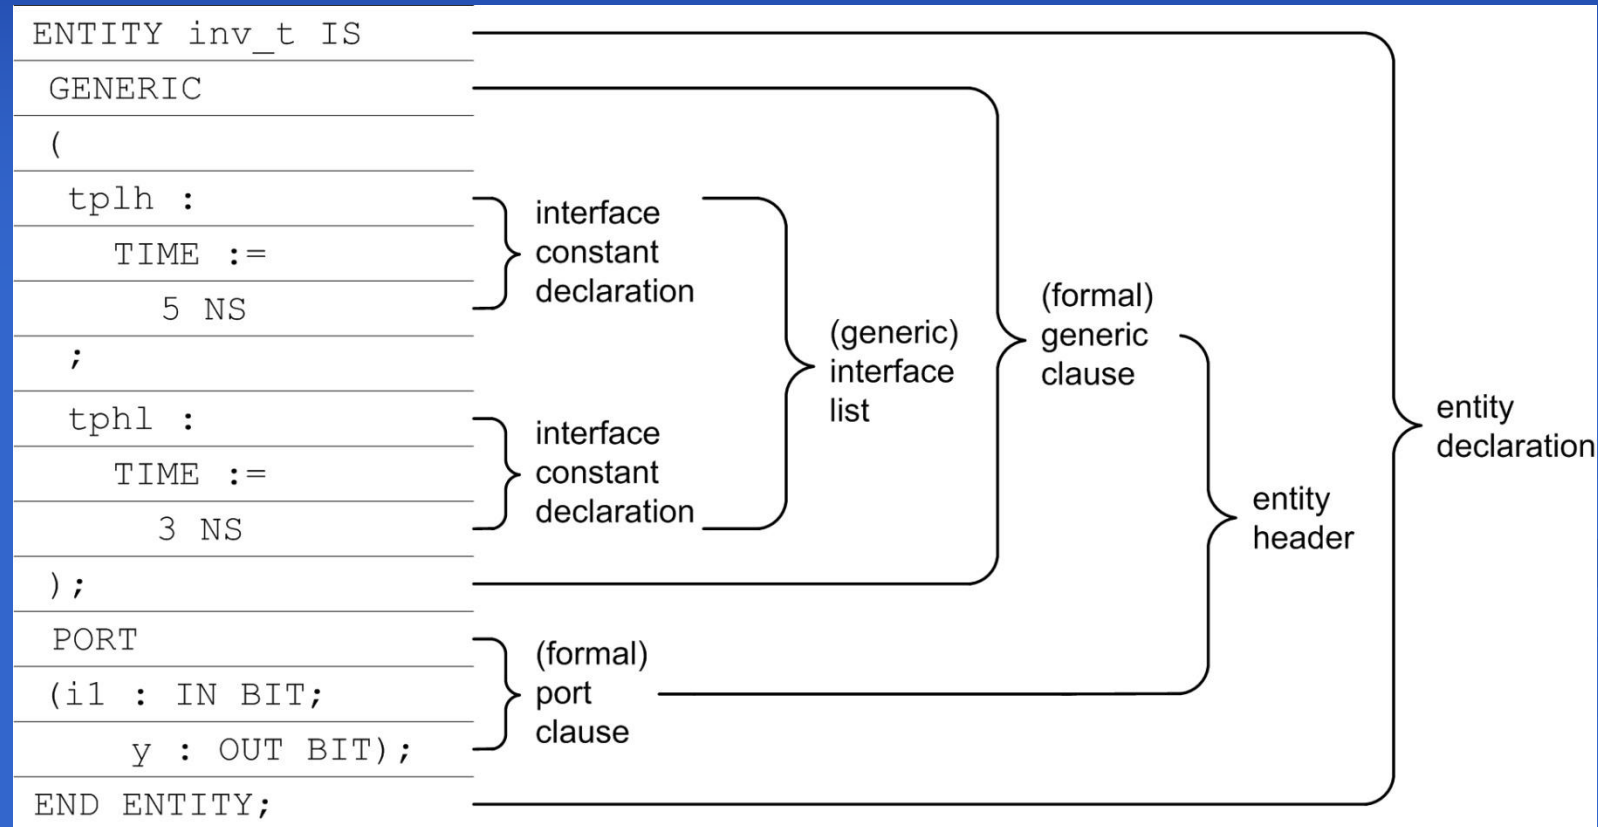 ENTITY inv_t IS
GENERIC
(
tplh :
TIME :=
5 NS
;
tphl :
TIME :=
3 NS
);
PORT
(i1 : IN BIT;
y : OUT BIT);
END ENTITY;
interface
constant
declaration
interface
constant
declaration
(formal)
port
clause
(generic)
interface
list
(formal)
generic
clause
entity
header
entity
declaration